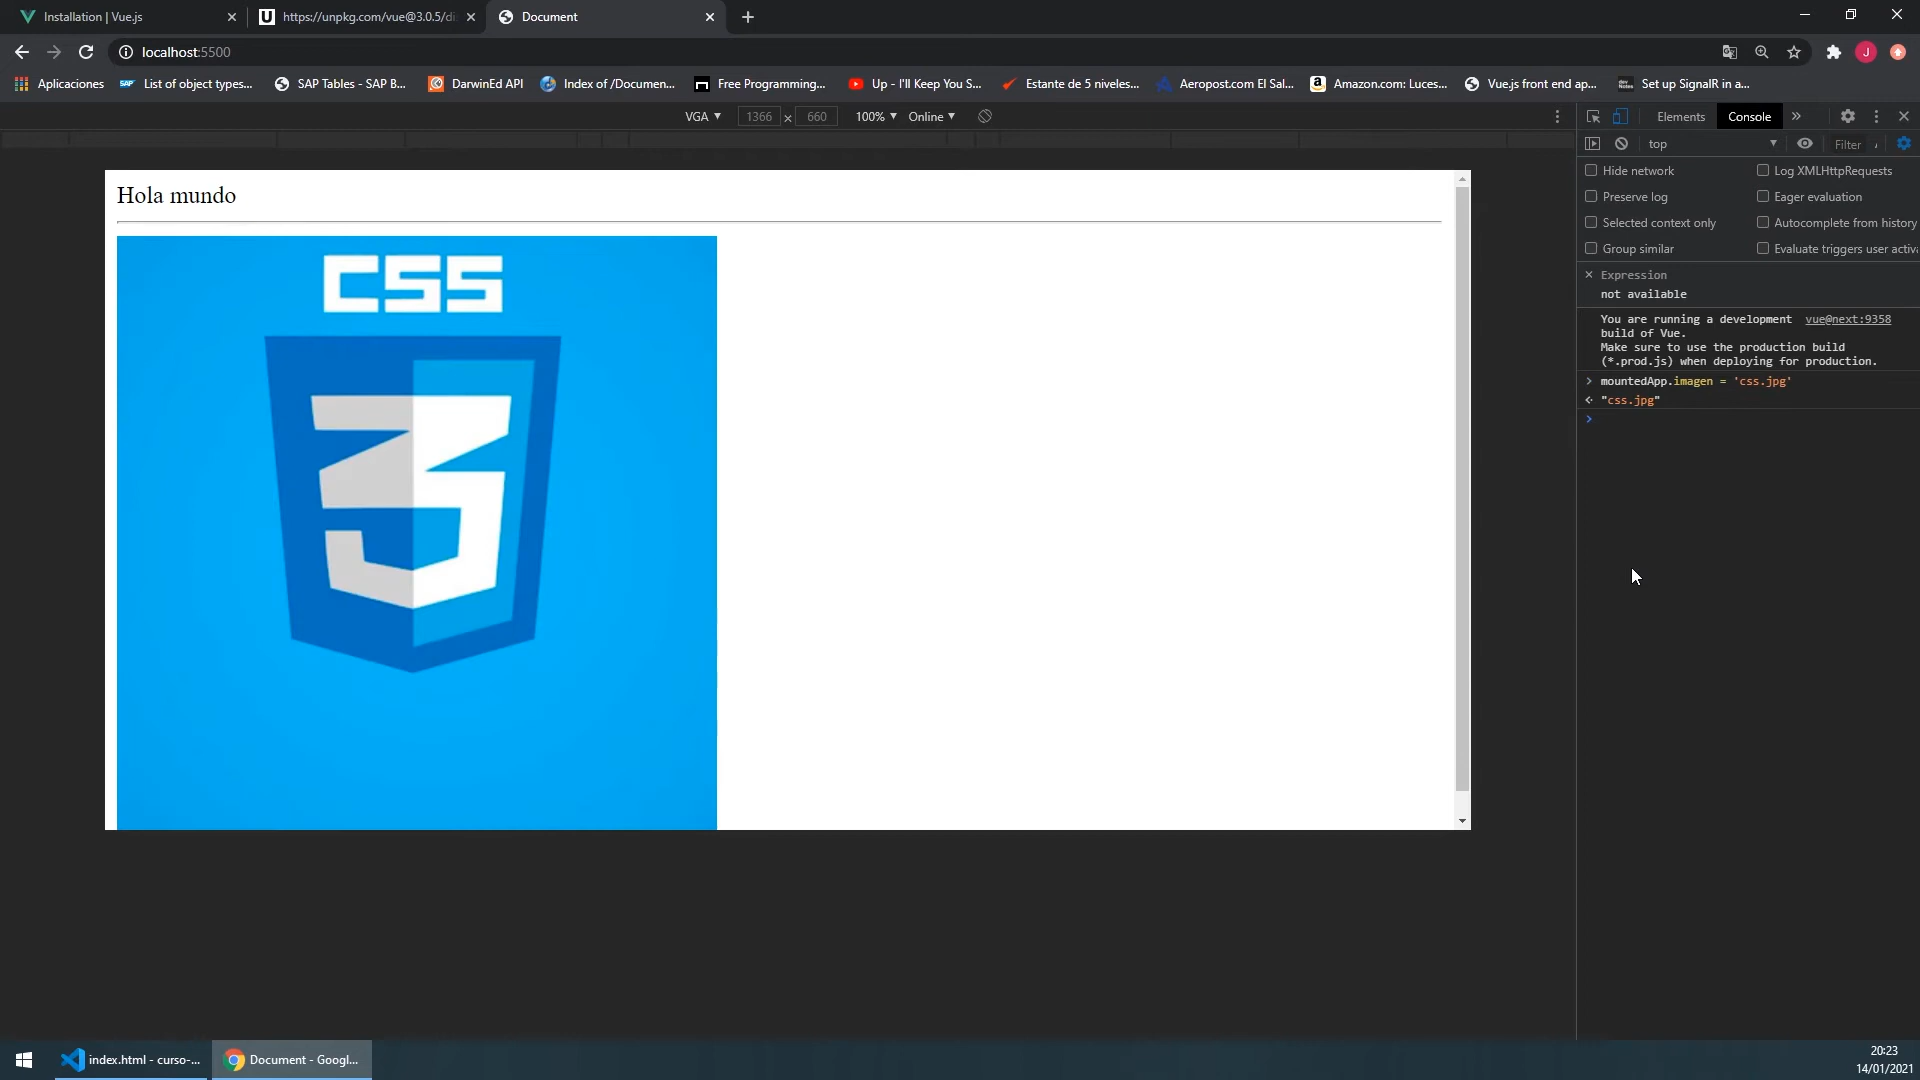 Installation | Vue.js
https://unpkg.com/vue@3.0.5/di
Document
localhost:5500
J
Aplicaciones
SAP List of object types...
SAP Tables - SAP B...
DarwinEd API
Index of /Documen...
Free Programming...
Up - I'll Keep You S...
Estante de 5 niveles...
Aeropost.com El Sal...
Amazon.com: Luces...
Vue.js front end ap...
Set up SignalR in a...
VGA
1366 × 660
100%
Online
Elements
Console
top
Filter
Hide network
Log XMLHttpRequests
Preserve log
Eager evaluation
Selected context only
Autocomplete from history
Group similar
Evaluate triggers user activa
Expression
not available
You are running a development vue@next:9358
build of Vue.
Make sure to use the production build
(*.prod.js) when deploying for production.
mountedApp.imagen = 'css.jpg'
"css.jpg"
Hola mundo
CSS
3
index.html - curso-...
Document - Googl...
20:23
14/01/2021